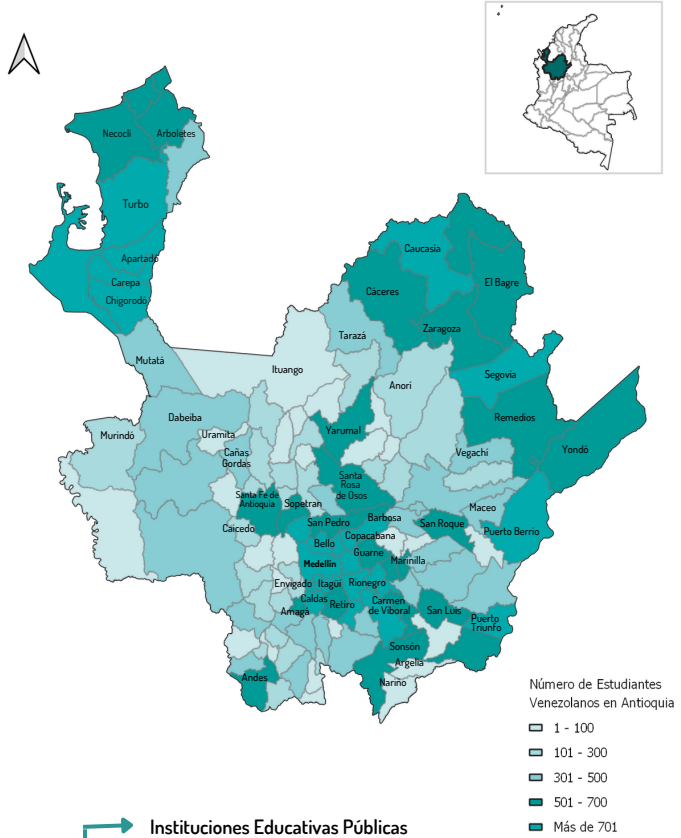 Necoclí
Arboletes
Turbo
Apartadó
Carepa
Chigorodó
Mutatá
Caucasia
Cáceres
El Bagre
Zaragoza
Tarazá
Ituango
Anorí
Segovia
Remedios
Yondó
Dabeiba
Murindó
Uramita
Yarumal
Cañas
Gordas
Vegachí
Santa
Rosa
de Osos
Santa Fe de
Antioquia
Sopetran
Maceo
Caicedo
San Pedro
Barbosa
San Roque
Puerto Berrio
Bello
Copacabana
Guarne
Medellín
Marinilla
Envigado
Itagüí
Rionegro
Caldas
Retiro
Carmen
de Viboral
Amagá
San Luis
Puerto
Triunfo
Sonsón
Argelia
Andes
Nariño
Número de Estudiantes
Venezolanos en Antioquia
1 - 100
101 - 300
301 - 500
501 - 700
Más de 701
Instituciones Educativas Públicas